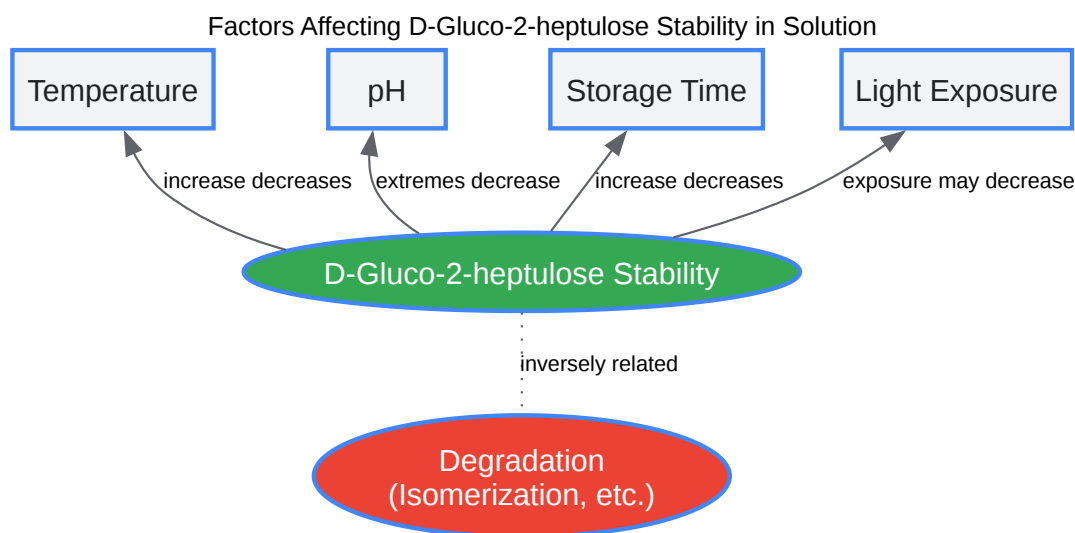 Factors Affecting D-Gluco-2-heptulose Stability in Solution
Temperature
pH
Storage Time
Light Exposure
increase decreases
extremes decrease
increase decreases
exposure may decrease
D-Gluco-2-heptulose Stability
inversely related
Degradation
(Isomerization, etc.)